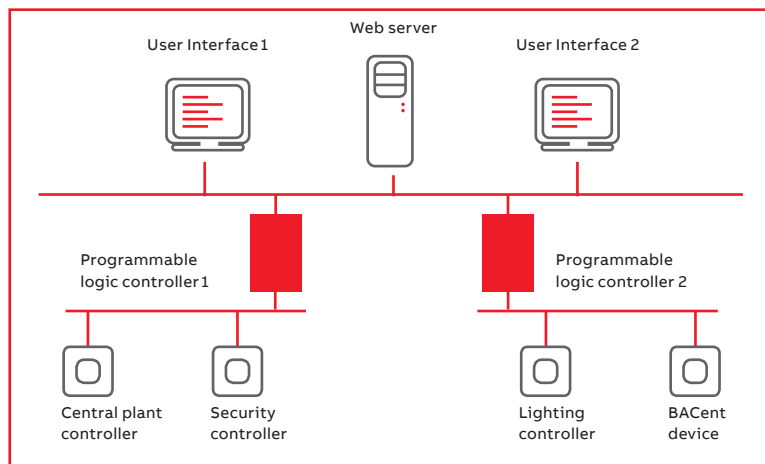 Web server
User Interface 1
User Interface 2
Programmable
logic controller 1
Programmable
logic controller 2
Central plant
controller
Security
controller
Lighting
controller
BACent
device